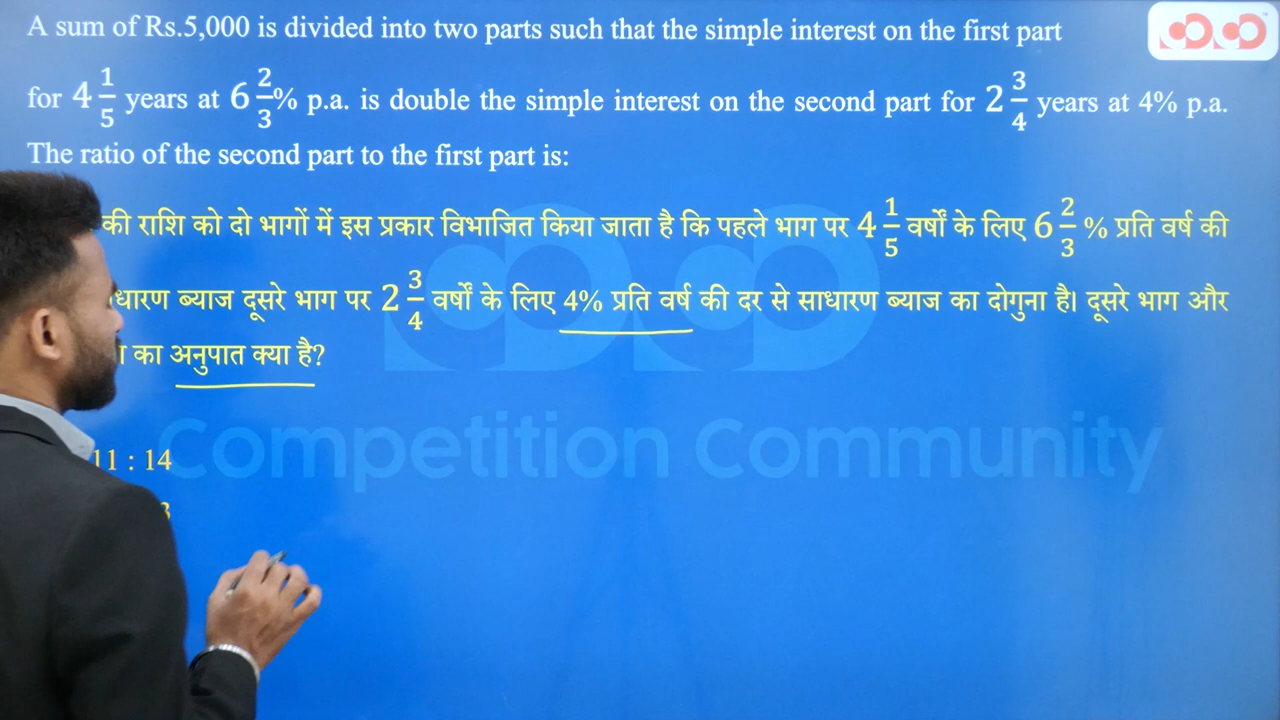 A sum of Rs.5,000 is divided into two parts such that the simple interest on the first part
for 4 1/5 years at 6 2/3% p.a. is double the simple interest on the second part for 2 3/4 years at 4% p.a.
The ratio of the second part to the first part is:
की राशि को दो भागों में इस प्रकार विभाजित किया जाता है कि पहले भाग पर 4 1/5 वर्षों के लिए 6 2/3 % प्रति वर्ष की
ब्याज दूसरे भाग पर 2 3/4 वर्षों के लिए 4% प्रति वर्ष की दर से साधारण ब्याज का दोगुना है। दूसरे भाग और
का अनुपात क्या है?
Competition Community
11 : 14
3